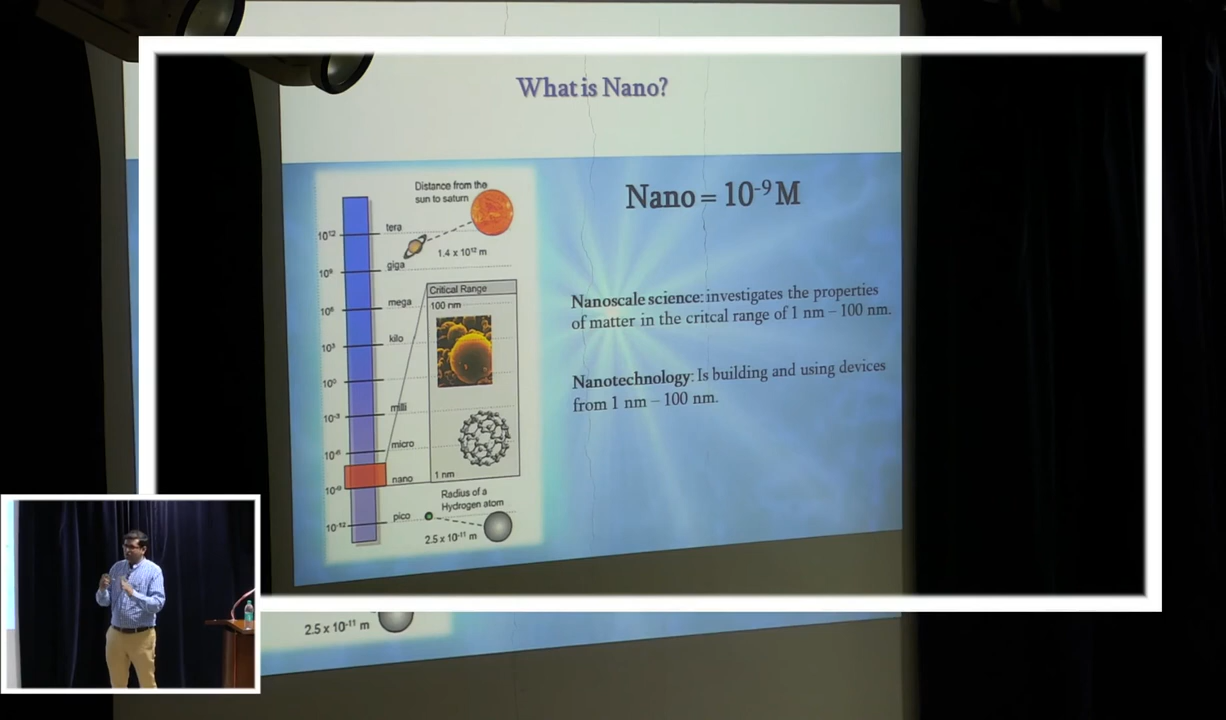 What is Nano?
Distance from the
sun to saturn
10¹²
tera
1.4 x 10¹² m
10⁹
giga
10⁶
mega
10³
kilo
10⁰
10⁻³
milli
10⁻⁶
micro
10⁻⁹
nano
10⁻¹²
pico
Critical Range
100 nm
1 nm
Radius of a
Hydrogen atom
2.5 x 10⁻¹¹ m
Nano = 10⁻⁹ M
Nanoscale science: investigates the properties
of matter in the critcal range of 1 nm – 100 nm.
Nanotechnology: Is building and using devices
from 1 nm – 100 nm.
2.5 x 10⁻¹¹ m